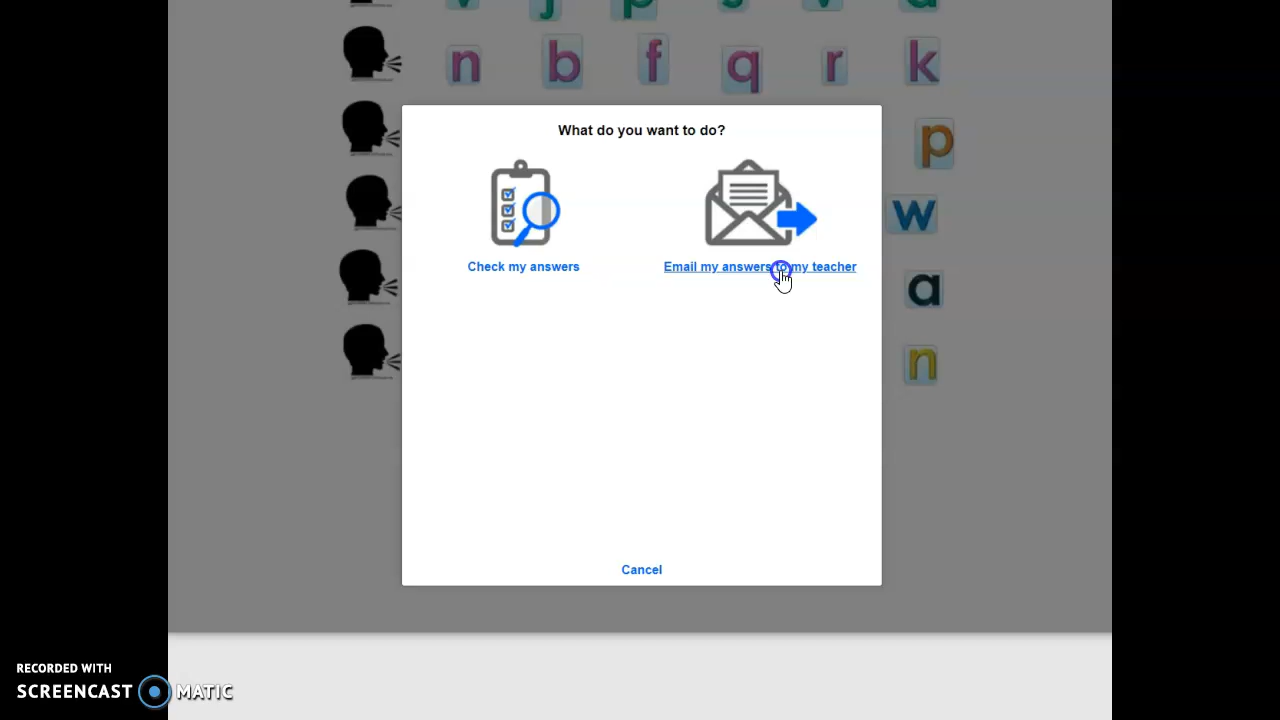 n b f q r k
What do you want to do?
p
w
Check my answers Email my answers to my teacher
a
n
Cancel
RECORDED WITH
SCREENCAST MATIC